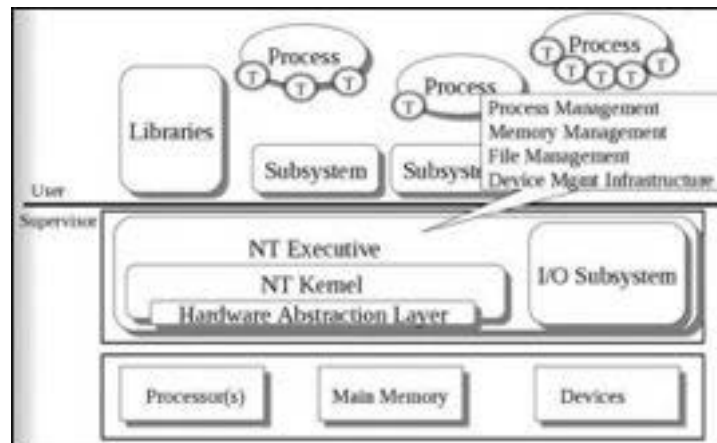 Process
T
T
T
Process
T
Process
T
T
T
T
T
Libraries
Subsystem
Subsyst
Process Management
Memory Management
File Management
Device Mgmt Infrastructure
User
Supervisor
NT Executive
NT Kernel
Hardware Abstraction Layer
I/O Subsystem
Processor(s)
Main Memory
Devices